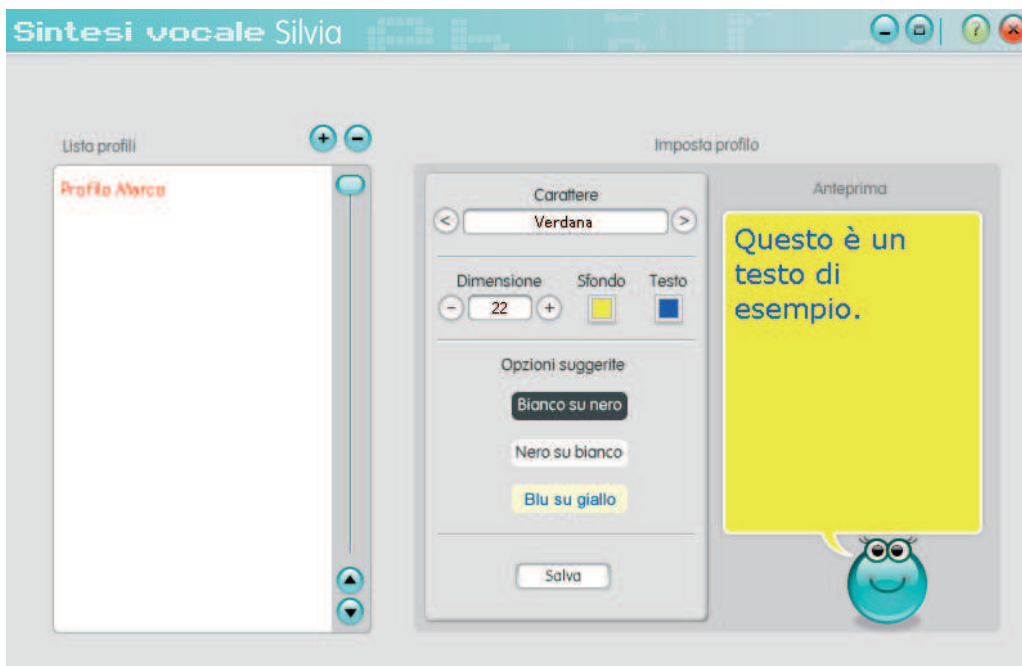 Sintesi vocale Silvia
Lista profili
Profilo Marco
Imposta profilo
Carattere
Verdana
Dimensione Sfondo Testo
22
Opzioni suggerite
Bianco su nero
Nero su bianco
Blu su giallo
Salva
Anteprima
Questo è un
testo di
esempio.